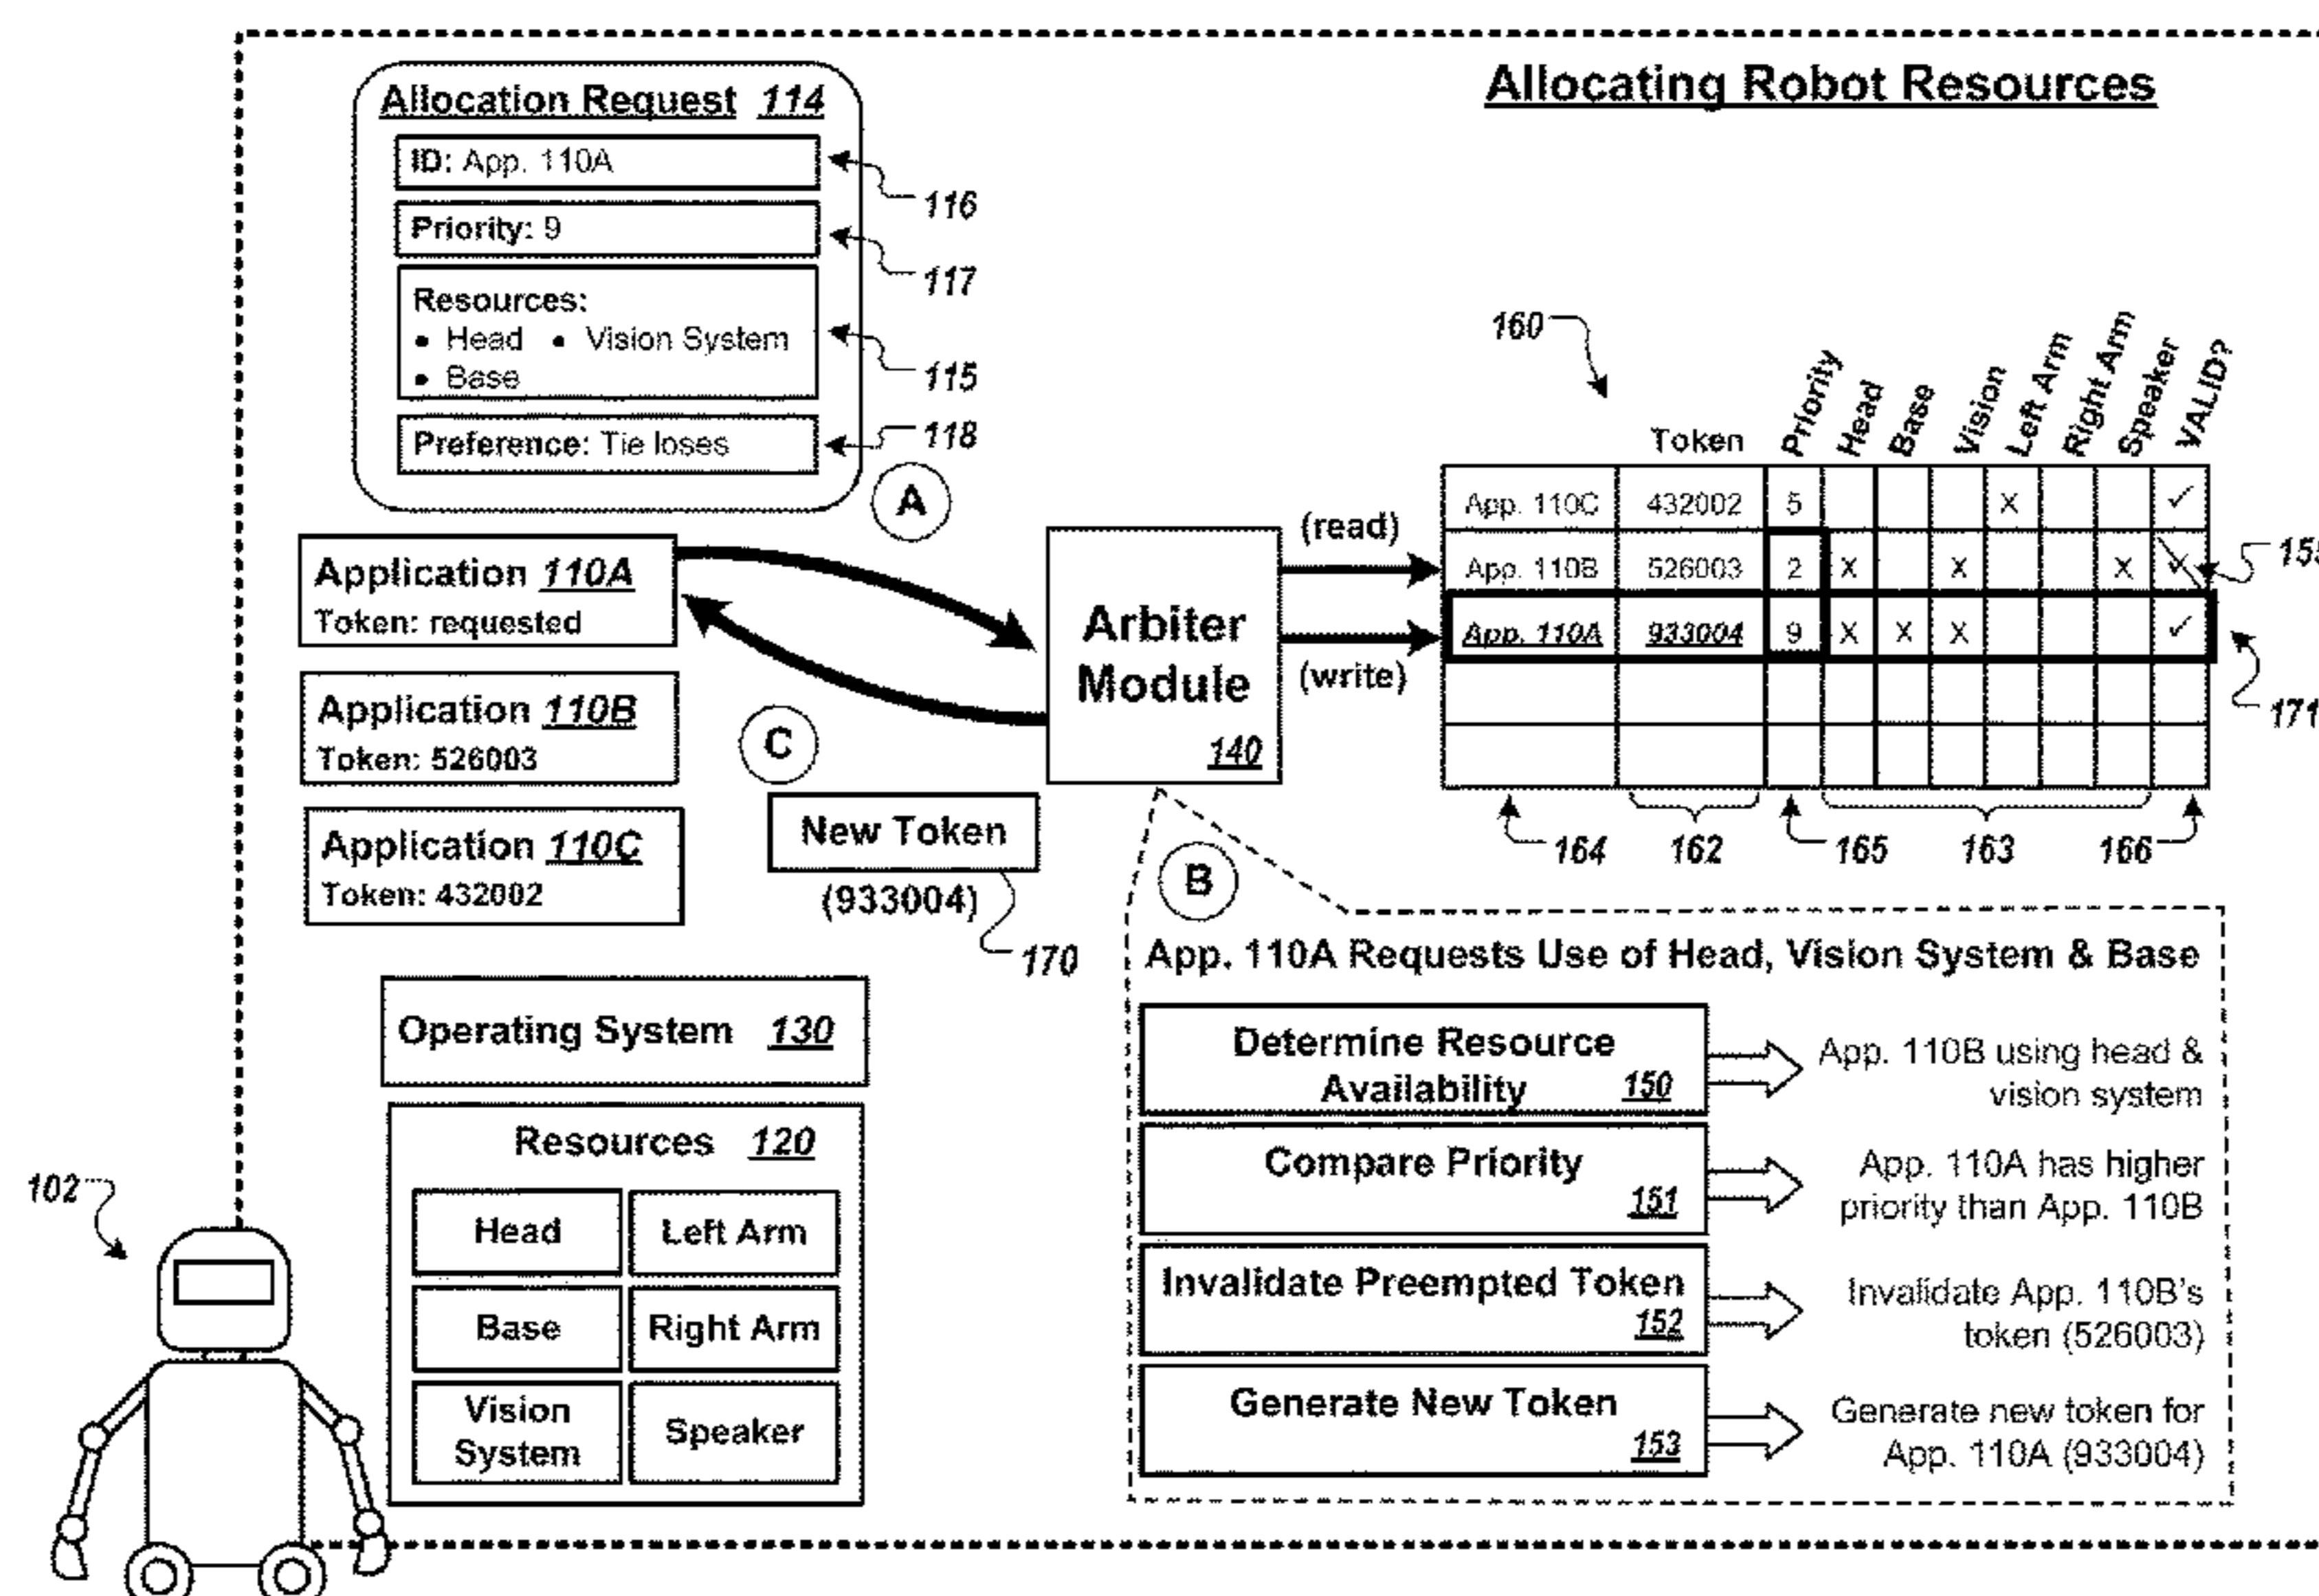 Allocating Robot Resources
Allocation Request 114
ID: App. 110A
116
Priority: 9
117
Resources:
• Head • Vision System
• Base
115
Preference: Tie loses
118
A
Application 110A
Token: requested
Application 110B
Token: 526003
Application 110C
Token: 432002
C
New Token
(933004)
170
Arbiter
Module
140
(read)
(write)
160
Token Priority Head Base Vision Left Arm Right Arm Speaker VALID?
App. 110C 432002 5 X ✓
App. 110B 526003 2 X X X ✓
App. 110A 933004 9 X X X ✓
155
171
164 162 165 163 166
B
App. 110A Requests Use of Head, Vision System & Base
Determine Resource
Availability 150
App. 110B using head &
vision system
Compare Priority
151
App. 110A has higher
priority than App. 110B
Invalidate Preempted Token
152
Invalidate App. 110B's
token (526003)
Generate New Token
153
Generate new token for
App. 110A (933004)
Operating System 130
Resources 120
Head Left Arm
Base Right Arm
Vision
System
Speaker
102